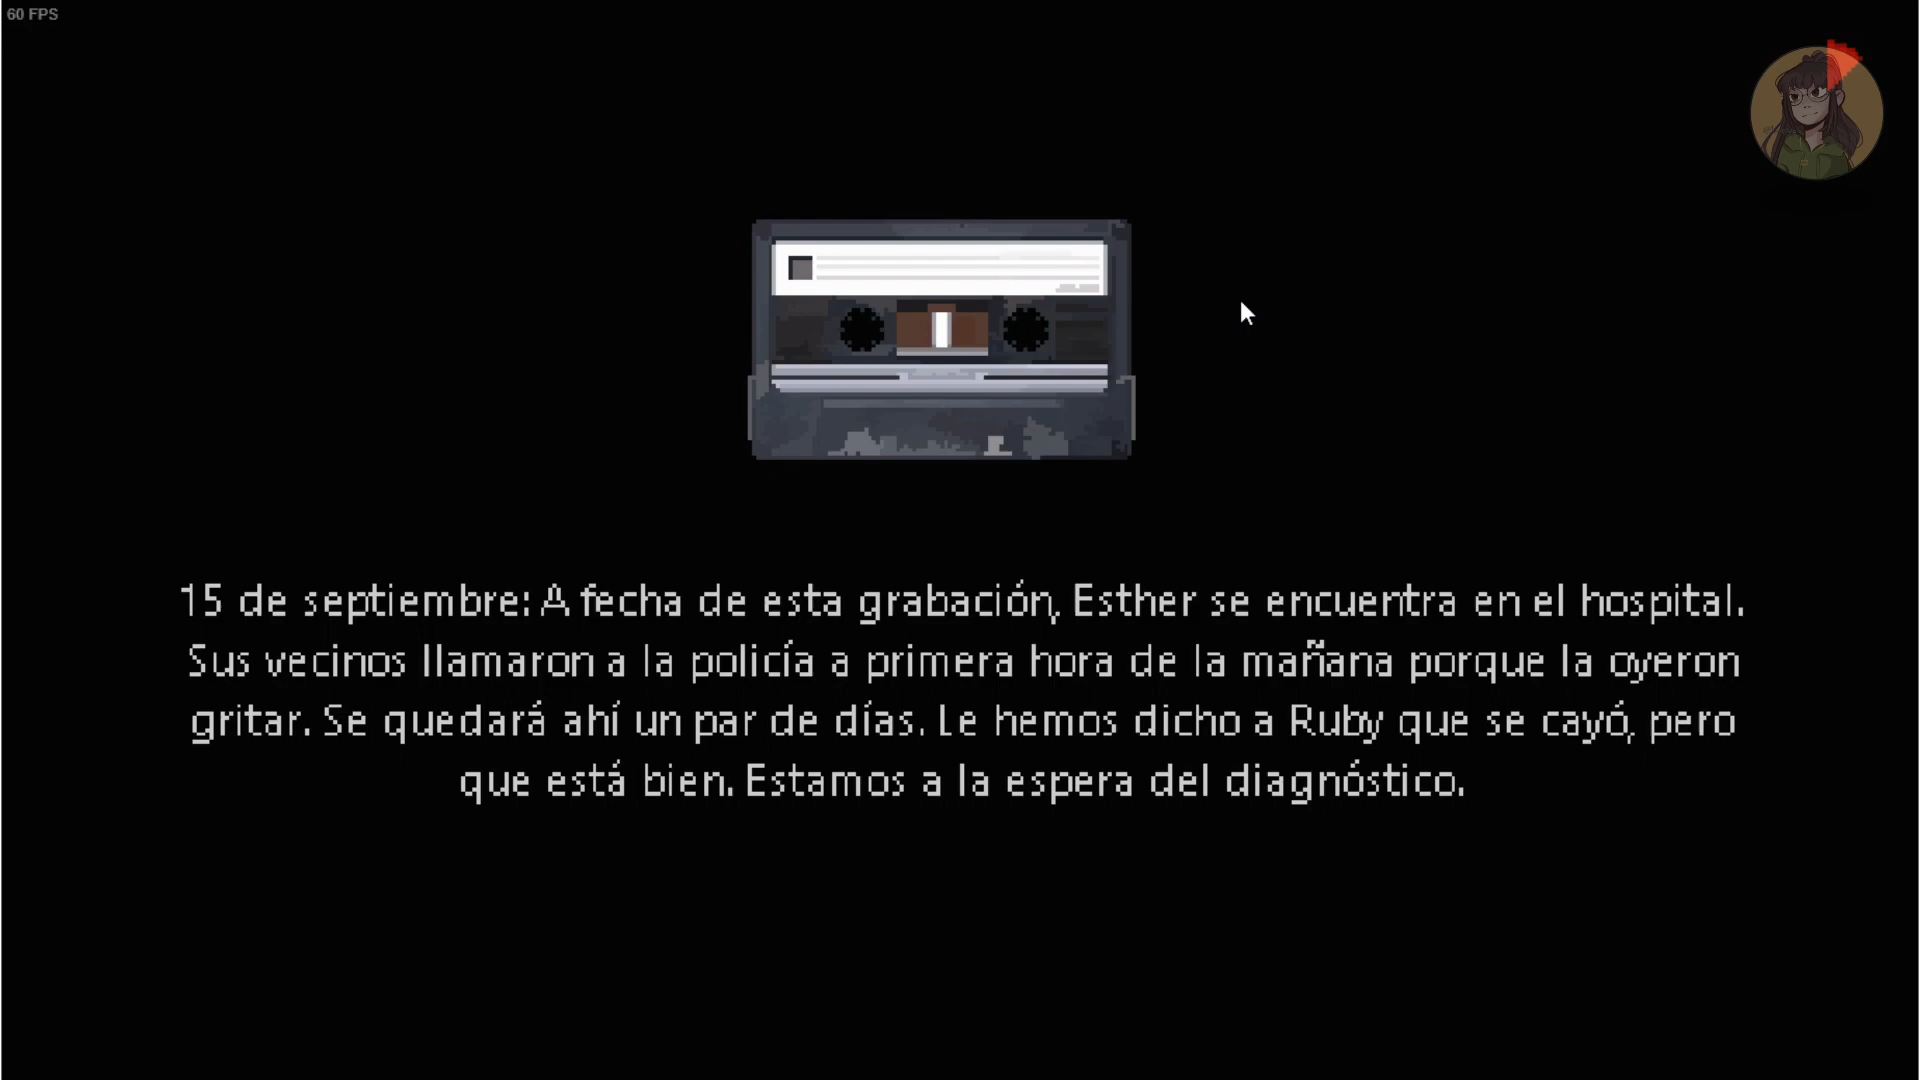 60 FPS
15 de septiembre: A fecha de esta grabación, Esther se encuentra en el hospital.
Sus vecinos llamaron a la policía a primera hora de la mañana porque la oyeron
gritar. Se quedará ahí un par de días. Le hemos dicho a Ruby que se cayó, pero
que está bien. Estamos a la espera del diagnóstico.